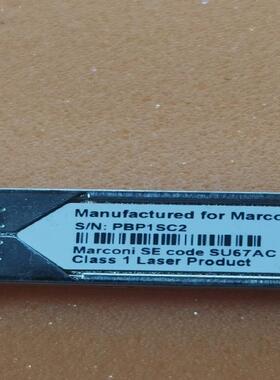 Manufactured for Marco
S/N: PBP1SC2
Marconi SE code SU67AC
Class 1 Laser Product